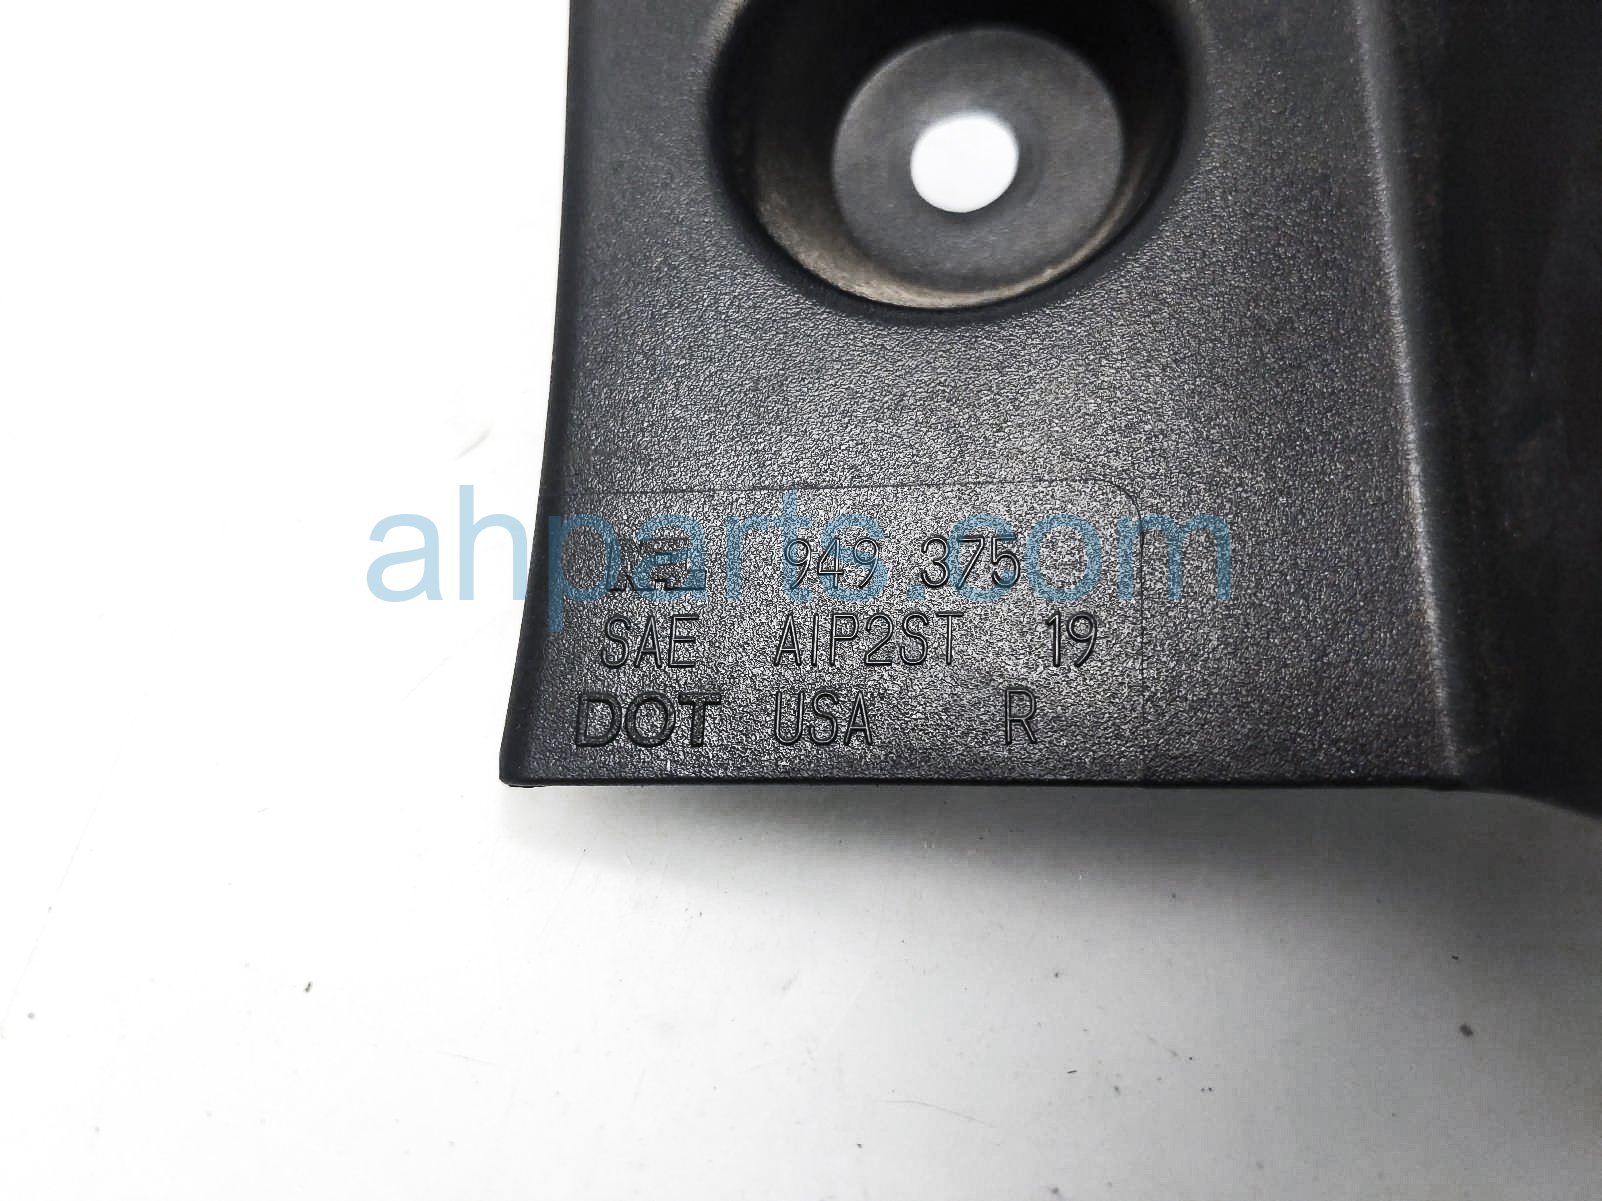 949 375
SAE AIP2ST 19
DOT USA R
ahparts.com